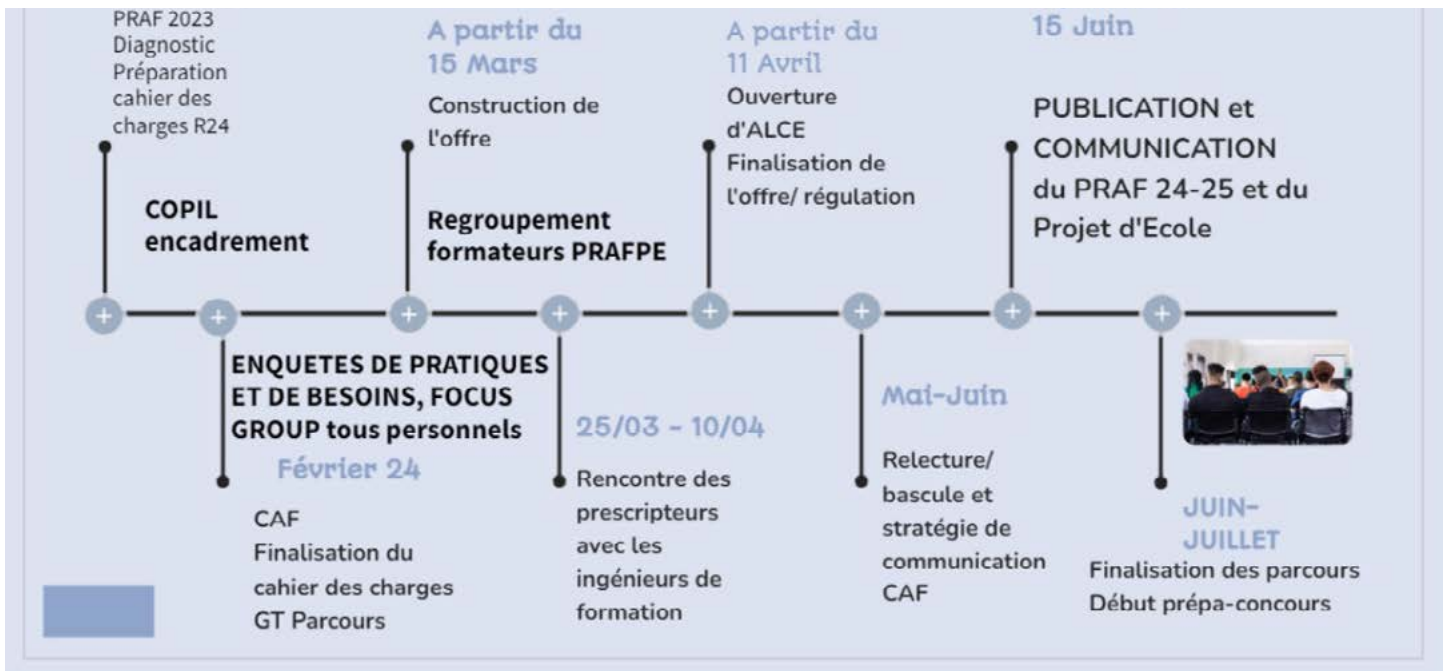 PRAF 2023
Diagnostic
Préparation
cahier des
charges R24
COPIL
encadrement
ENQUETES DE PRATIQUES
ET DE BESOINS, FOCUS
GROUP tous personnels
Février 24
CAF
Finalisation du
cahier des charges
GT Parcours
A partir du
15 Mars
Construction de
l'offre
Regroupement
formateurs PRAFPE
25/03 - 10/04
Rencontre des
prescripteurs
avec les
ingénieurs de
formation
A partir du
11 Avril
Ouverture
d'ALCE
Finalisation de
l'offre/ régulation
Mai-Juin
Relecture/
bascule et
stratégie de
communication
CAF
15 Juin
PUBLICATION et
COMMUNICATION
du PRAF 24-25 et du
Projet d'Ecole
JUIN-
JUILLET
Finalisation des parcours
Début prépa-concours